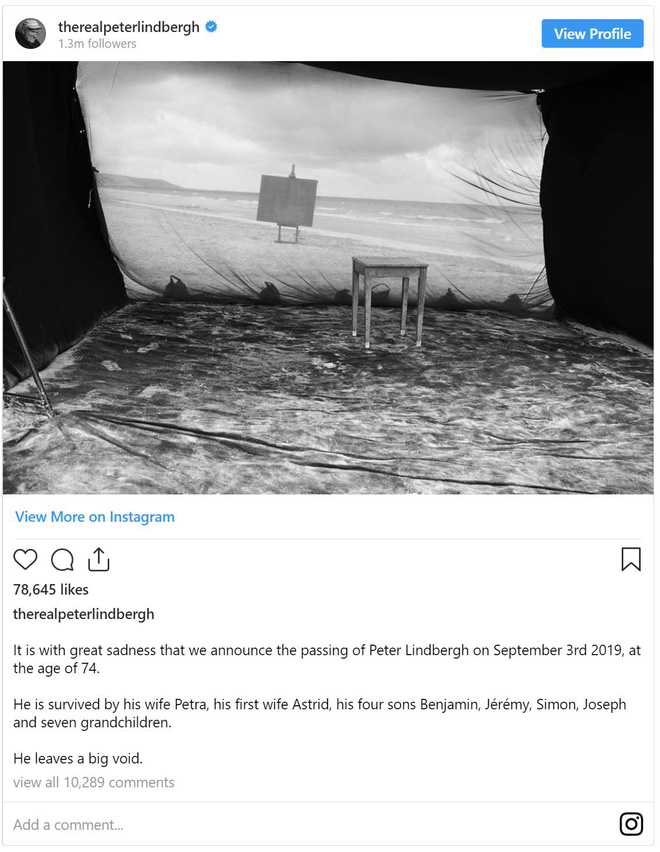 therealpeterlindbergh
1.3m followers
View Profile
View More on Instagram
78,645 likes
therealpeterlindbergh
It is with great sadness that we announce the passing of Peter Lindbergh on September 3rd 2019, at
the age of 74.
He is survived by his wife Petra, his first wife Astrid, his four sons Benjamin, Jérémy, Simon, Joseph
and seven grandchildren.
He leaves a big void.
view all 10,289 comments
Add a comment...